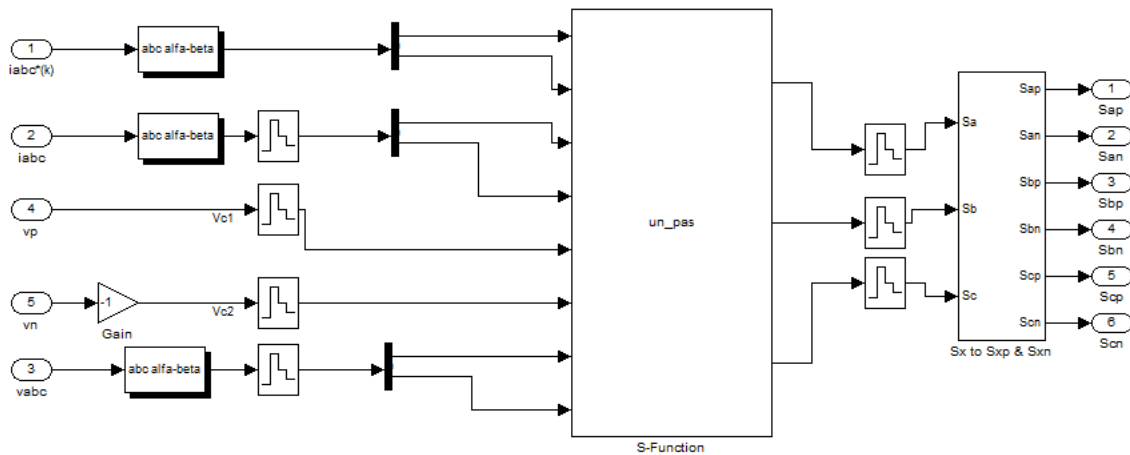 1
abc alfa-beta
iabc*(k)
2
abc alfa-beta
iabc
4
vp
Vc1
5
-1
vn
Gain
Vc2
3
abc alfa-beta
vabc
un_pas
S-Function
Sa
Sb
Sc
Sap
San
Sbp
Sbn
Scp
Scn
Sx to Sxp & Sxn
1
Sap
2
San
3
Sbp
4
Sbn
5
Scp
6
Scn